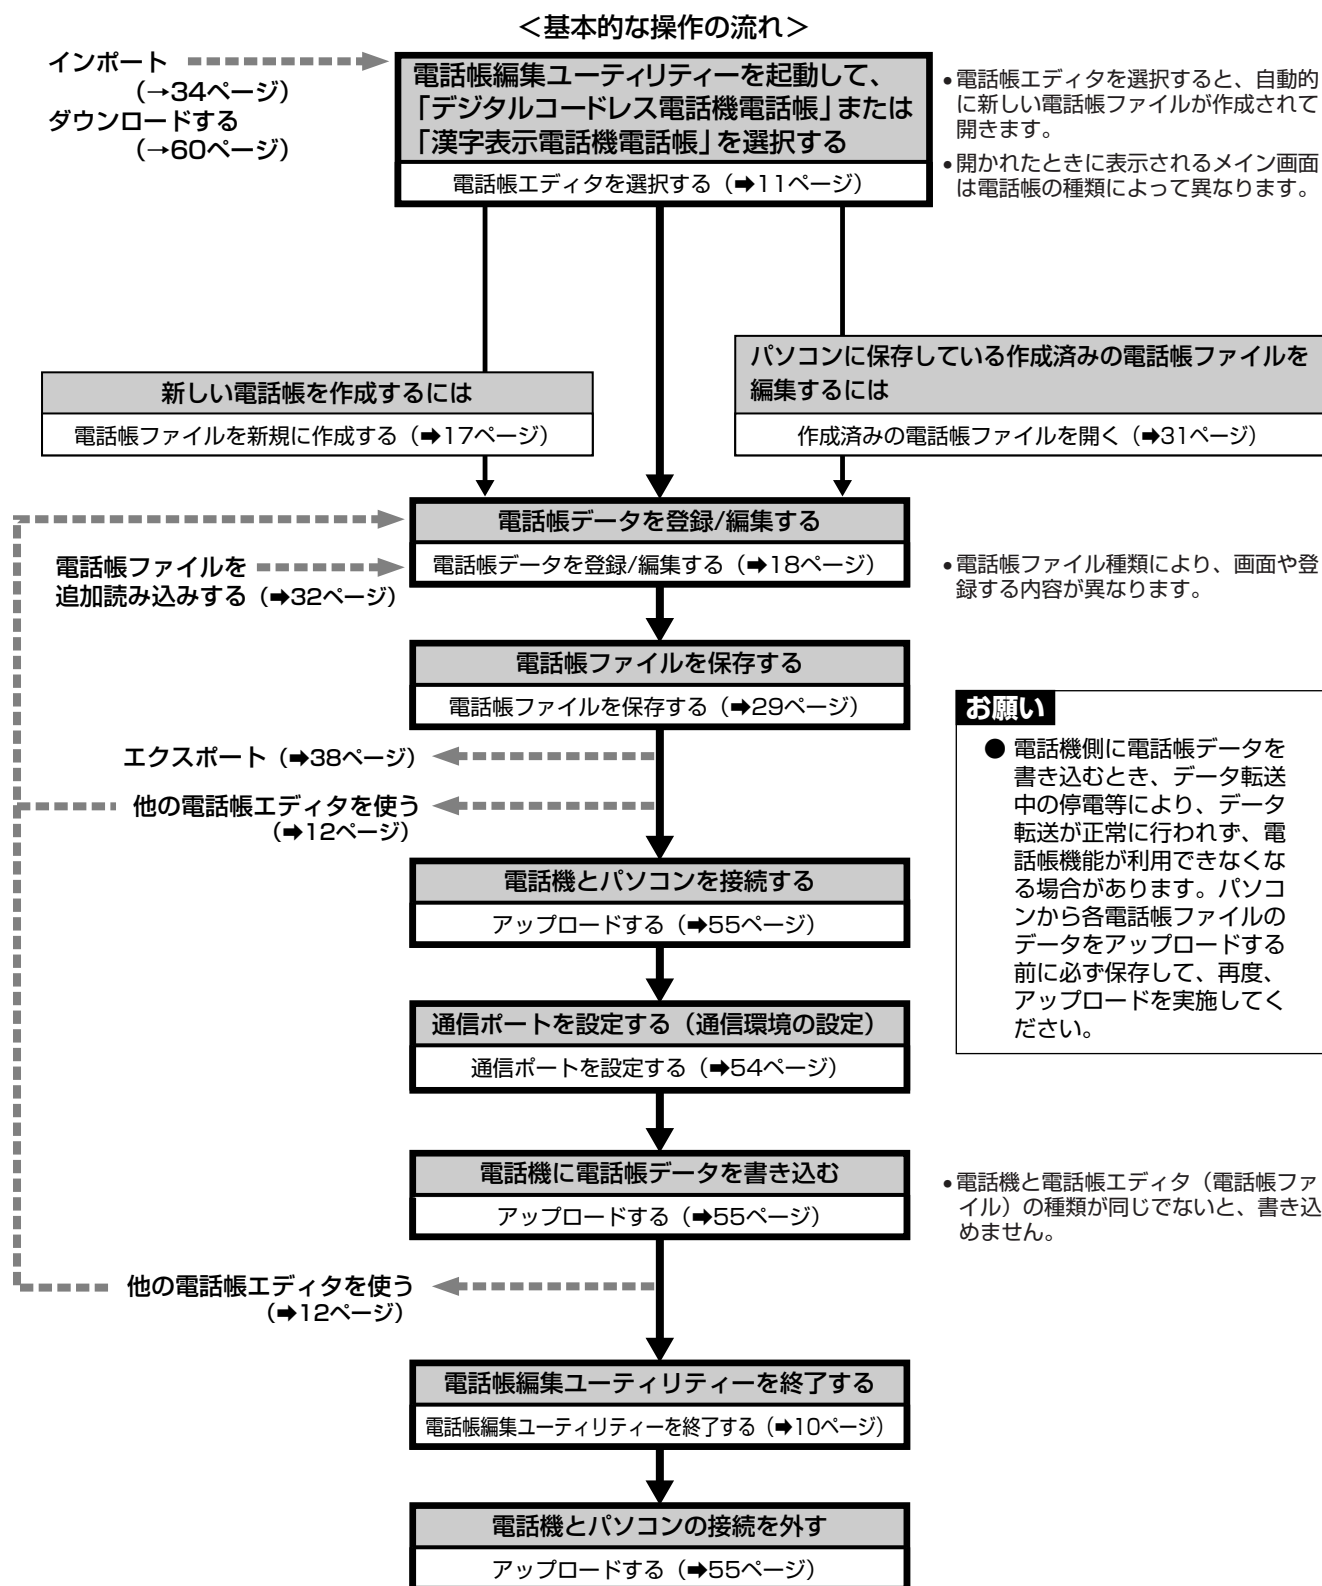 ＜基本的な操作の流れ＞
インポート
（→34ページ）
ダウンロードする
（→60ページ）
電話帳編集ユーティリティーを起動して、
「デジタルコードレス電話機電話帳」または
「漢字表示電話機電話帳」を選択する
電話帳エディタを選択する（➡11ページ）
•電話帳エディタを選択すると、自動的
に新しい電話帳ファイルが作成されて
開きます。
•開かれたときに表示されるメイン画面
は電話帳の種類によって異なります。
新しい電話帳を作成するには
電話帳ファイルを新規に作成する（➡17ページ）
パソコンに保存している作成済みの電話帳ファイルを
編集するには
作成済みの電話帳ファイルを開く（➡31ページ）
電話帳データを登録/編集する
電話帳データを登録/編集する（➡18ページ）
電話帳ファイルを
追加読み込みする（➡32ページ）
•電話帳ファイル種類により、画面や登
録する内容が異なります。
電話帳ファイルを保存する
電話帳ファイルを保存する（➡29ページ）
エクスポート（➡38ページ）
他の電話帳エディタを使う
（➡12ページ）
お願い
● 電話機側に電話帳データを
書き込むとき、データ転送
中の停電等により、データ
転送が正常に行われず、電
話帳機能が利用できなくな
る場合があります。パソコ
ンから各電話帳ファイルの
データをアップロードする
前に必ず保存して、再度、
アップロードを実施してく
ださい。
電話機とパソコンを接続する
アップロードする（➡55ページ）
通信ポートを設定する（通信環境の設定）
通信ポートを設定する（➡54ページ）
電話機に電話帳データを書き込む
アップロードする（➡55ページ）
•電話機と電話帳エディタ（電話帳ファ
イル）の種類が同じでないと、書き込
めません。
他の電話帳エディタを使う
（➡12ページ）
電話帳編集ユーティリティーを終了する
電話帳編集ユーティリティーを終了する（➡10ページ）
電話機とパソコンの接続を外す
アップロードする（➡55ページ）